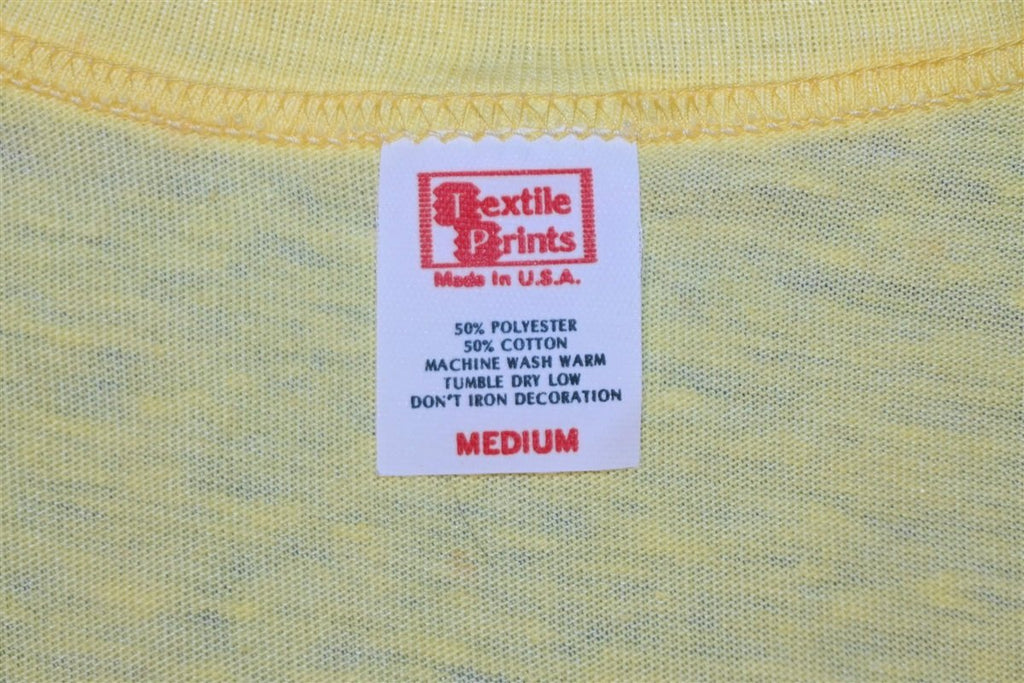 Textile
Prints
Made In U.S.A.
50% POLYESTER
50% COTTON
MACHINE WASH WARM
TUMBLE DRY LOW
DON'T IRON DECORATION
MEDIUM